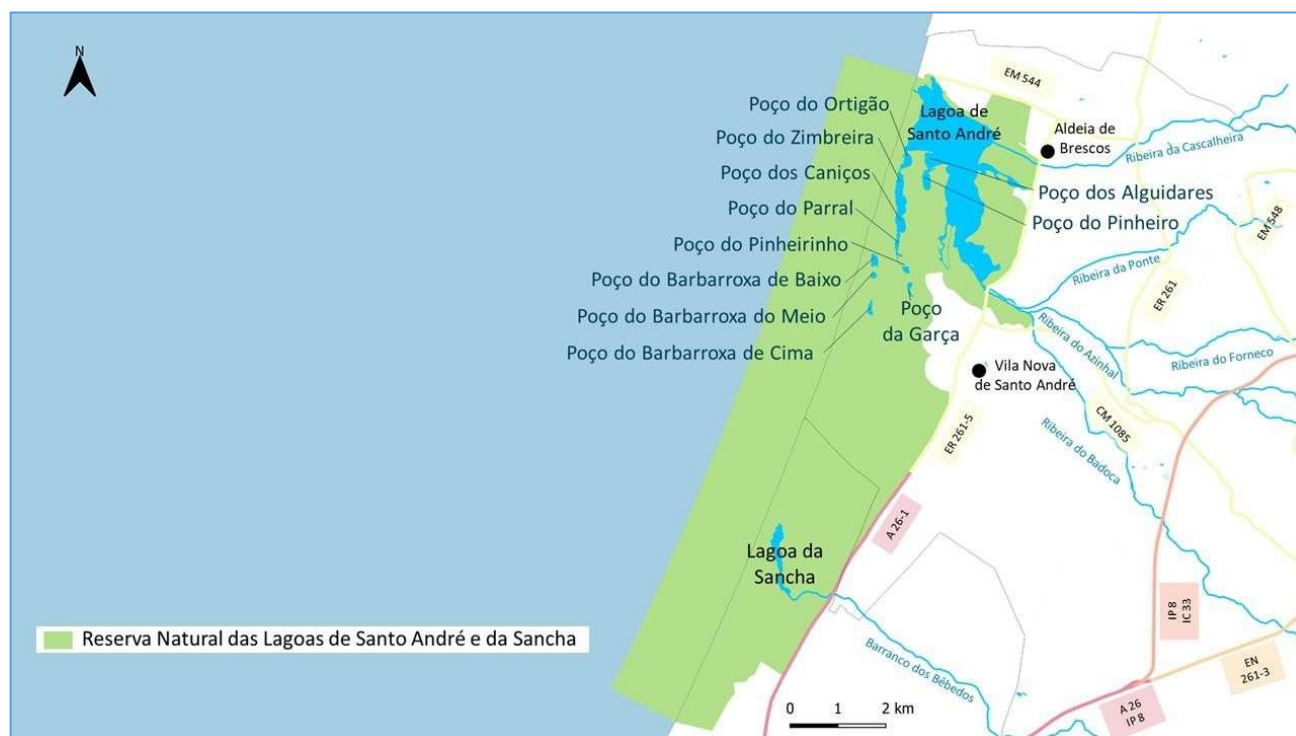 N
EM 544
Poço do Ortigão
Lagoa de
Santo André
Poço do Zimbreira
Aldeia de
Brescos
Ribeira da Cascalheira
Poço dos Caniços
Poço dos Alguidares
Poço do Parral
Poço do Pinheiro
EM 548
Poço do Pinheirinho
Ribeira da Ponte
Poço do Barbarroxa de Baixo
ER 261
Poço do Barbarroxa do Meio
Poço
da Garça
Ribeira do Azinhal
Poço do Barbarroxa de Cima
Ribeira do Forneco
Vila Nova
de Santo André
ER 261-5
CM 1085
Ribeira do Badoca
A 26-1
Lagoa da
Sancha
IP 8
IC 33
Reserva Natural das Lagoas de Santo André e da Sancha
Barranco dos Bêbedos
EN
261-3
0 1 2 km
A 26
IP 8